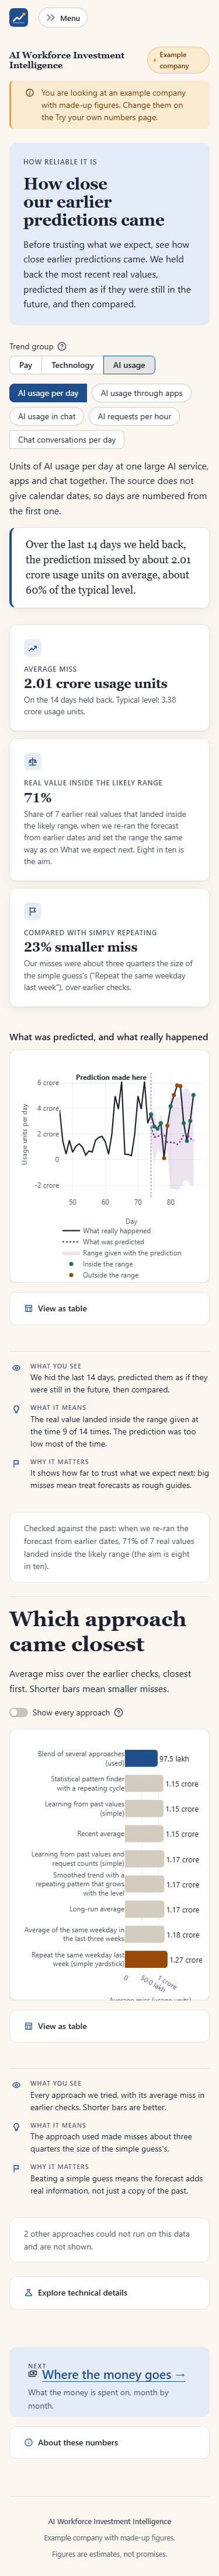 Menu
AI Workforce Investment
Intelligence
Example
company
You are looking at an example company
with made-up figures. Change them on
the Try your own numbers page.
HOW RELIABLE IT IS
How close
our earlier
predictions came
Before trusting what we expect, see how
close earlier predictions came. We held
back the most recent real values,
predicted them as if they were still in the
future, and then compared.
Trend group
Pay
Technology
AI usage
AI usage per day
AI usage through apps
AI usage in chat
AI requests per hour
Chat conversations per day
Units of AI usage per day at one large AI service,
apps and chat together. The source does
not give calendar dates, so days are numbered from
the first one.
Over the last 14 days we held back,
the prediction missed by about 2.01
crore usage units on average, about
60% of the typical level.
AVERAGE MISS
2.01 crore usage units
On the 14 days we held back. Typical level: 3.38
crore usage units.
REAL VALUE INSIDE THE LIKELY RANGE
71%
Share of 7 earlier real values that landed inside
the likely range, when we re-ran the forecast
from earlier dates and set the range the same
way as on What we expect next. Eight in ten is
the aim.
COMPARED WITH SIMPLY REPEATING
23% smaller miss
Our misses were about three quarters the size of
the simple guess's ("Repeat the same weekday
last week"), over earlier checks.
What was predicted, and what really happened
Prediction made here
6 crore
4 crore
2 crore
0
-2 crore
Usage units per day
50
60
70
80
Day
What really happened
What was predicted
Range given with the prediction
Inside the range
Outside the range
View as table
WHAT YOU SEE
We hid the last 14 days, predicted them as if they
were still in the future, then compared.
WHAT IT MEANS
The real value landed inside the range given at
the time 9 of 14 times. The prediction was too
low most of the time.
WHY IT MATTERS
It shows how far to trust what we expect next: big
misses mean treat forecasts as rough guides.
Checked against the past: when we re-ran the
forecast from earlier dates, 71% of 7 real values
landed inside the likely range (the aim is eight
in ten).
Which approach
came closest
Average miss over the earlier checks, closest
first. Shorter bars mean smaller misses.
Show every approach
Blend of several approaches
(used)
97.5 lakh
Statistical pattern finder
with a repeating cycle
1.15 crore
Learning from past values
(simple)
1.15 crore
Recent average
1.15 crore
Learning from past values and
request counts (simple)
1.17 crore
Smoothed trend with a
repeating pattern that grows
with the level
1.17 crore
Long-run average
1.17 crore
Average of the same weekday in
the last three weeks
1.18 crore
Repeat the same weekday last
week (simple yardstick)
1.27 crore
0
50.0 lakh
1 crore
View as table
WHAT YOU SEE
Every approach we tried, with its average miss in
earlier checks. Shorter bars are better.
WHAT IT MEANS
The approach used made misses about three
quarters the size of the simple guess's.
WHY IT MATTERS
Beating a simple guess means the forecast adds
real information, not just a copy of the past.
2 other approaches could not run on this data
and are not shown.
Explore technical details
NEXT
Where the money goes →
What the money is spent on, month by
month.
About these numbers
AI Workforce Investment Intelligence
Example company with made-up figures.
Figures are estimates, not promises.